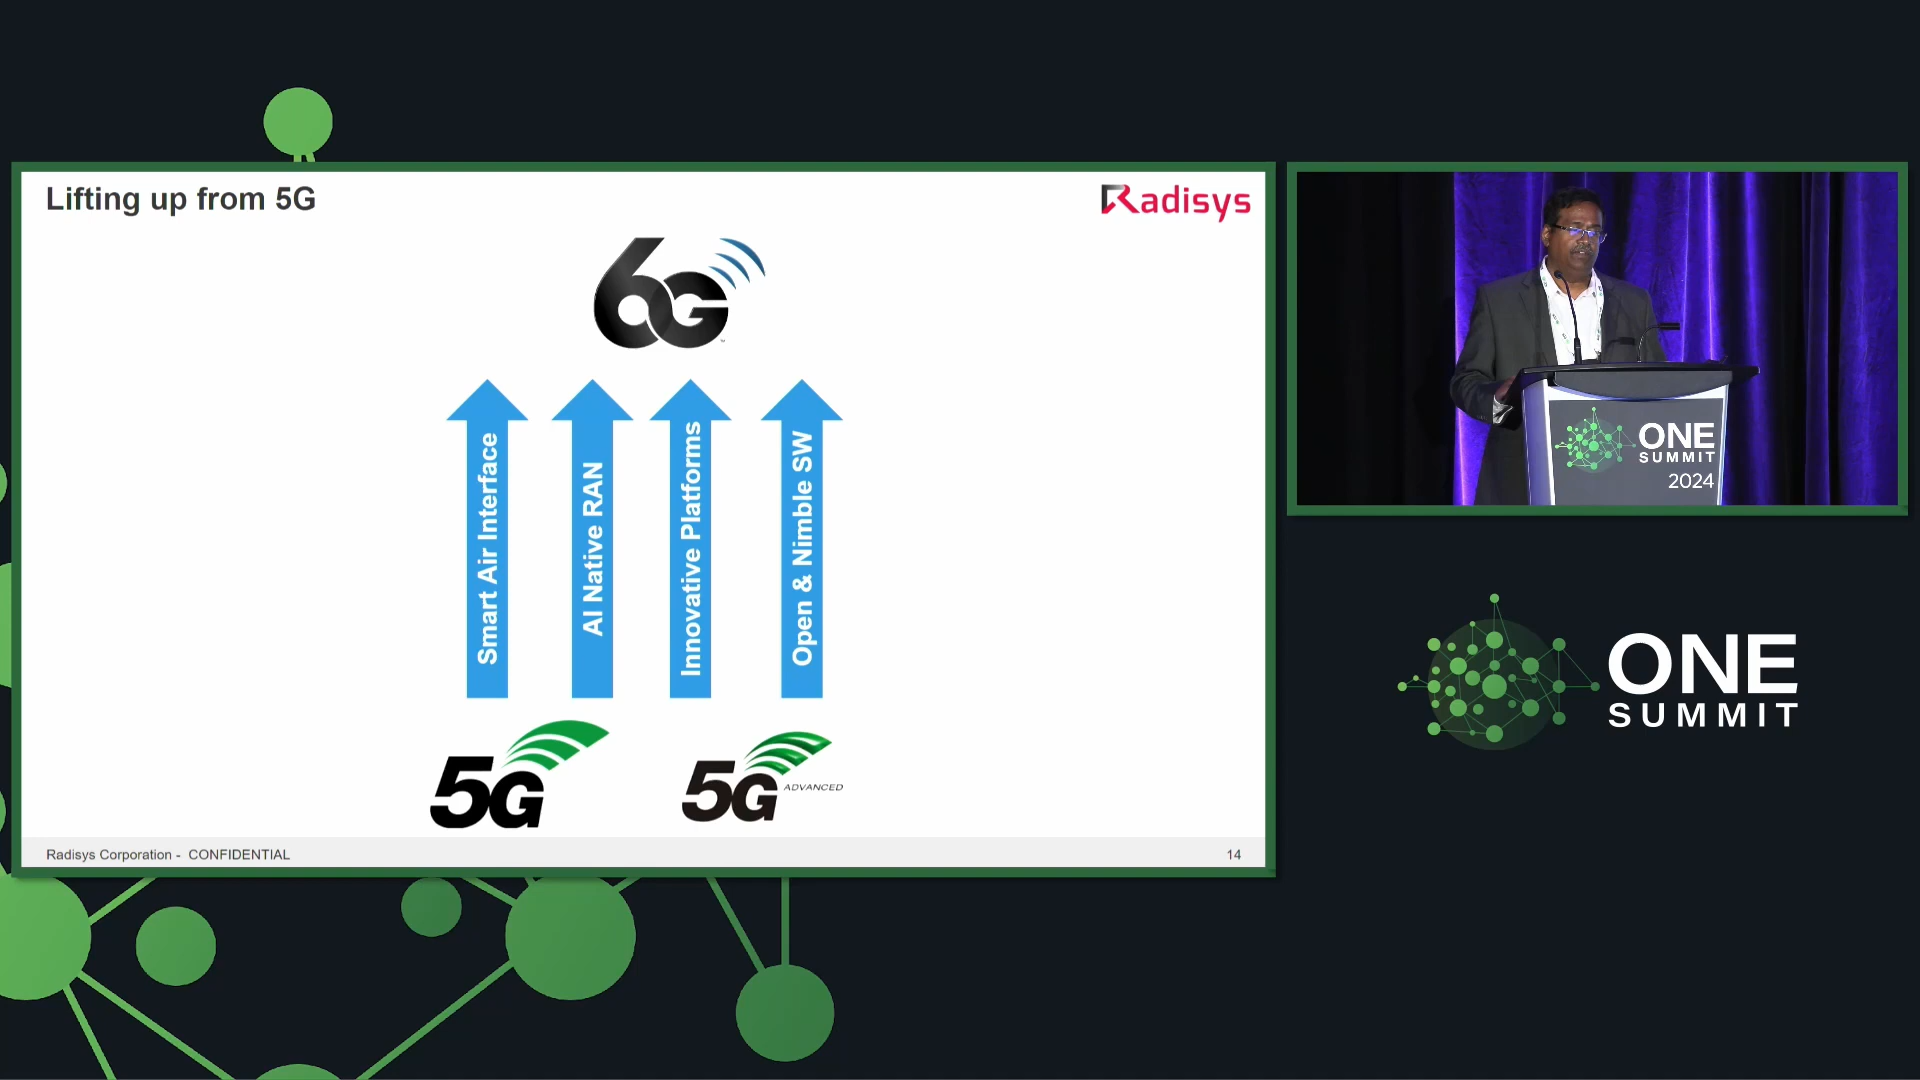 Lifting up from 5G
Radisys
6G
Smart Air Interface
AI Native RAN
Innovative Platforms
Open & Nimble SW
5G
5G ADVANCED
Radisys Corporation - CONFIDENTIAL
14
ONE
SUMMIT
2024
ONE
SUMMIT